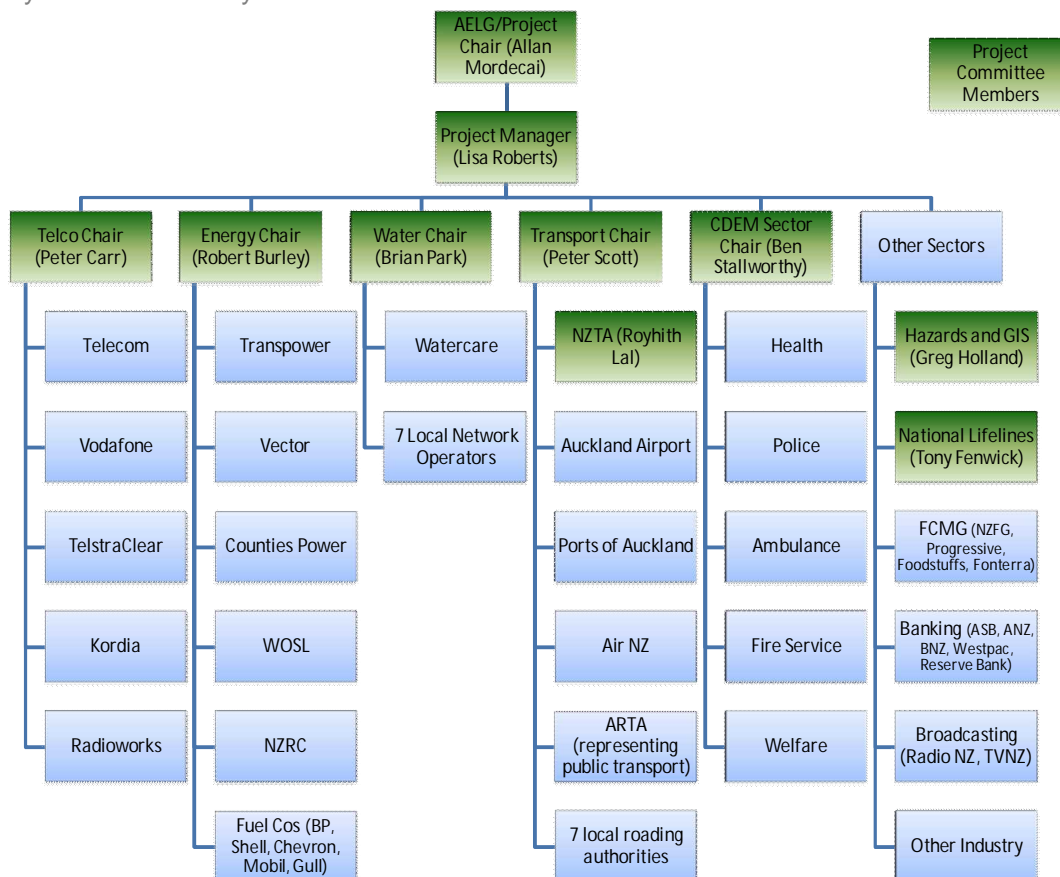 AELG/Project
Chair (Allan
Mordecai)
Project
Committee
Members
Project Manager
(Lisa Roberts)
Telco Chair
(Peter Carr)
Energy Chair
(Robert Burley)
Water Chair
(Brian Park)
Transport Chair
(Peter Scott)
CDEM Sector
Chair (Ben
Stallworthy)
Other Sectors
Telecom
Transpower
Watercare
NZTA (Royhith
Lal)
Health
Hazards and GIS
(Greg Holland)
Vodafone
Vector
7 Local Network
Operators
Auckland Airport
Police
National Lifelines
(Tony Fenwick)
TelstraClear
Counties Power
Ports of Auckland
Ambulance
FCMG (NZFG,
Progressive,
Foodstuffs, Fonterra)
Kordia
WOSL
Air NZ
Fire Service
Banking (ASB, ANZ,
BNZ, Westpac,
Reserve Bank)
Radioworks
NZRC
ARTA
(representing
public transport)
Welfare
Broadcasting
(Radio NZ, TVNZ)
Fuel Cos (BP,
Shell, Chevron,
Mobil, Gull)
7 local roading
authorities
Other Industry